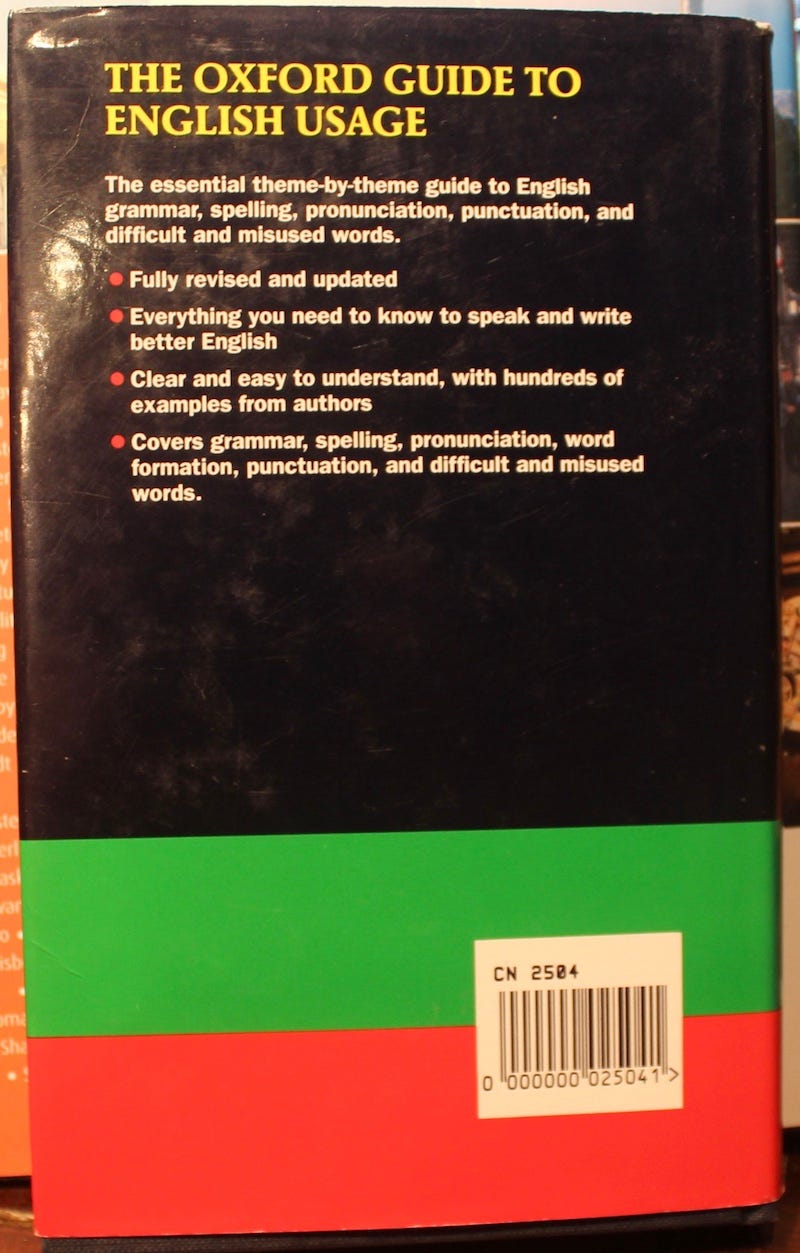 THE OXFORD GUIDE TO
ENGLISH USAGE
The essential theme-by-theme guide to English
grammar, spelling, pronunciation, punctuation, and
difficult and misused words.
● Fully revised and updated
● Everything you need to know to speak and write
better English
● Clear and easy to understand, with hundreds of
examples from authors
● Covers grammar, spelling, pronunciation, word
formation, punctuation, and difficult and misused
words.
CN 2504
0 000000 025041 >